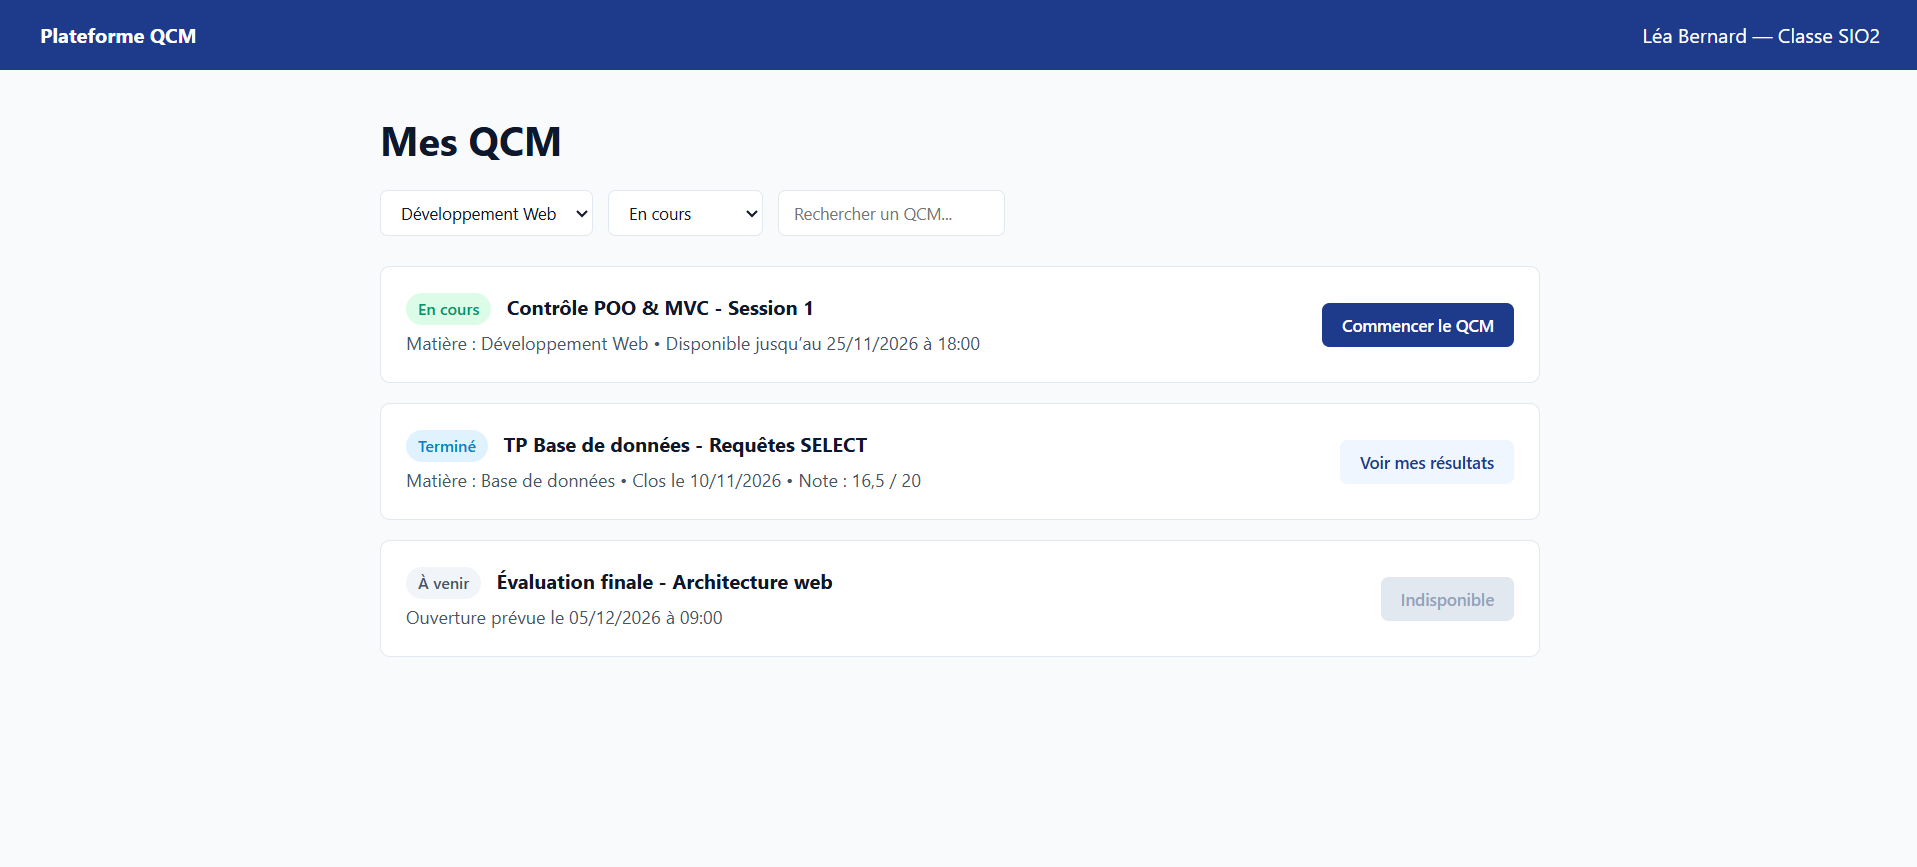 Plateforme QCM
Léa Bernard — Classe SIO2
Mes QCM
Développement Web
En cours
Rechercher un QCM...
En cours
Contrôle POO & MVC - Session 1
Matière : Développement Web • Disponible jusqu’au 25/11/2026 à 18:00
Commencer le QCM
Terminé
TP Base de données - Requêtes SELECT
Matière : Base de données • Clos le 10/11/2026 • Note : 16,5 / 20
Voir mes résultats
À venir
Évaluation finale - Architecture web
Ouverture prévue le 05/12/2026 à 09:00
Indisponible